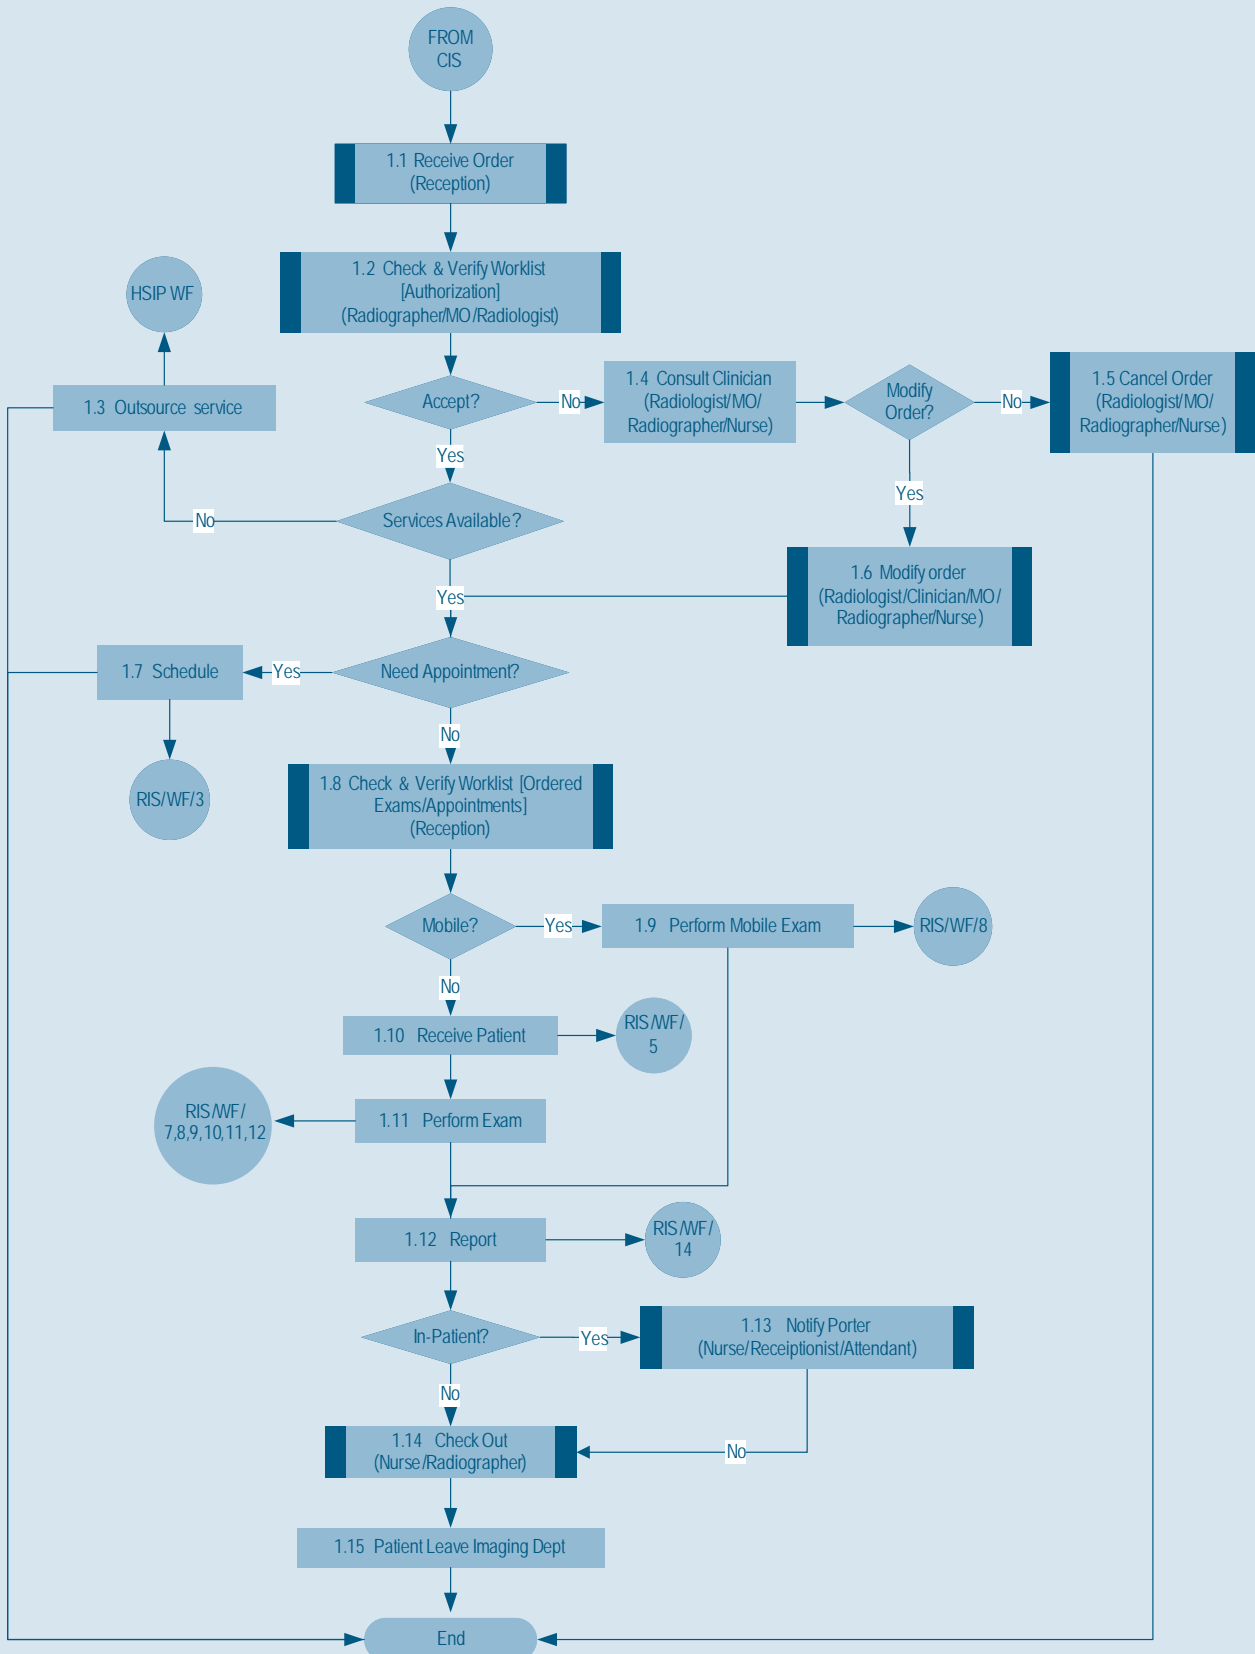 FROM
CIS
1.1 Receive Order
(Reception)
1.2 Check & Verify Worklist
[Authorization]
(Radiographer/MO/Radiologist)
HSIP WF
1.3 Outsource service
Accept?
No
1.4 Consult Clinician
(Radiologist/MO/
Radiographer/Nurse)
Modify
Order?
No
1.5 Cancel Order
(Radiologist/MO/
Radiographer/Nurse)
Yes
Yes
Services Available?
No
1.6 Modify order
(Radiologist/Clinician/MO/
Radiographer/Nurse)
Yes
Need Appointment?
Yes
1.7 Schedule
RIS/WF/3
No
1.8 Check & Verify Worklist [Ordered
Exams/Appointments]
(Reception)
Mobile?
Yes
1.9 Perform Mobile Exam
RIS/WF/8
No
1.10 Receive Patient
RIS/WF/
5
1.11 Perform Exam
RIS/WF/
7,8,9,10,11,12
1.12 Report
RIS/WF/
14
In-Patient?
Yes
1.13 Notify Porter
(Nurse/Receiptionist/Attendant)
No
No
1.14 Check Out
(Nurse/Radiographer)
1.15 Patient Leave Imaging Dept
End